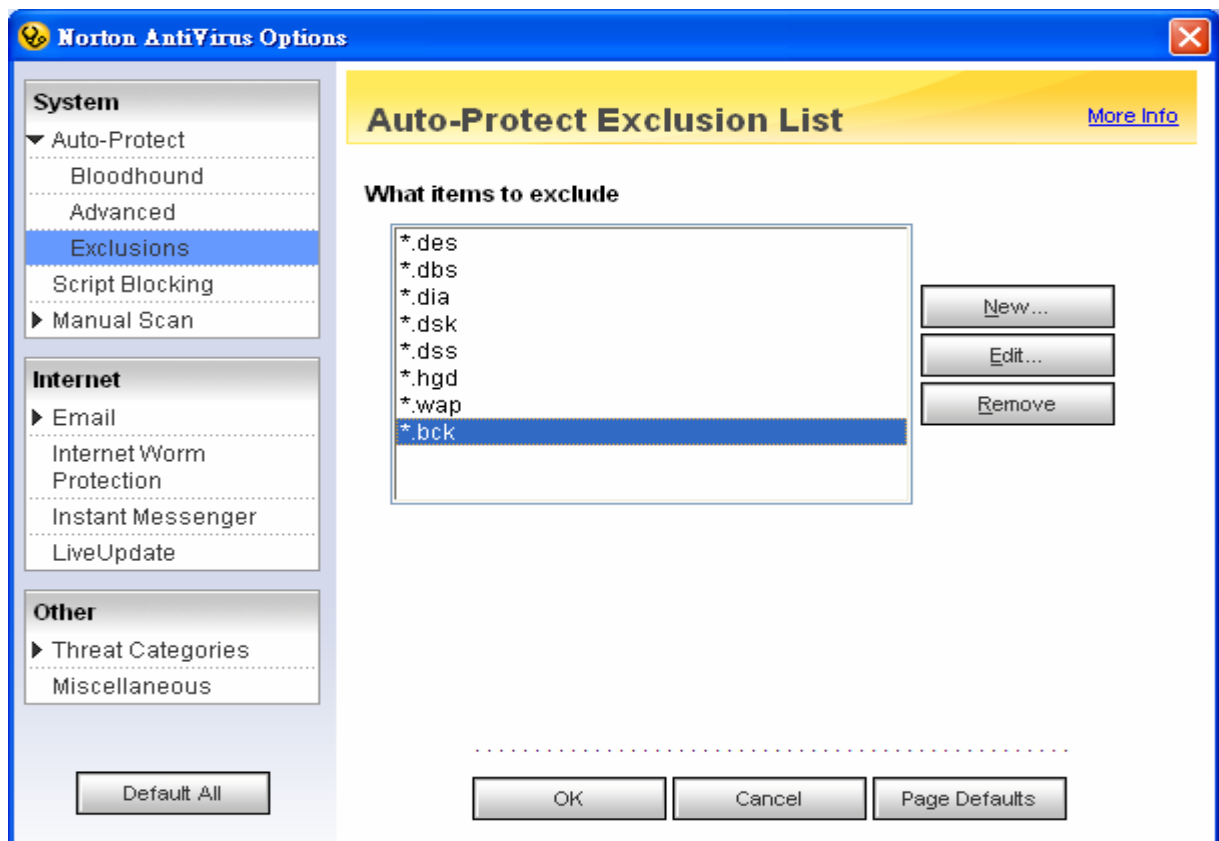 Norton AntiVirus Options
System
Auto-Protect
Bloodhound
Advanced
Exclusions
Script Blocking
Manual Scan
Internet
Email
Internet Worm
Protection
Instant Messenger
LiveUpdate
Other
Threat Categories
Miscellaneous
Default All
Auto-Protect Exclusion List
More Info
What items to exclude
*.des
*.dbs
*.dia
*.dsk
*.dss
*.hgd
*.wap
*.bck
New...
Edit...
Remove
OK
Cancel
Page Defaults